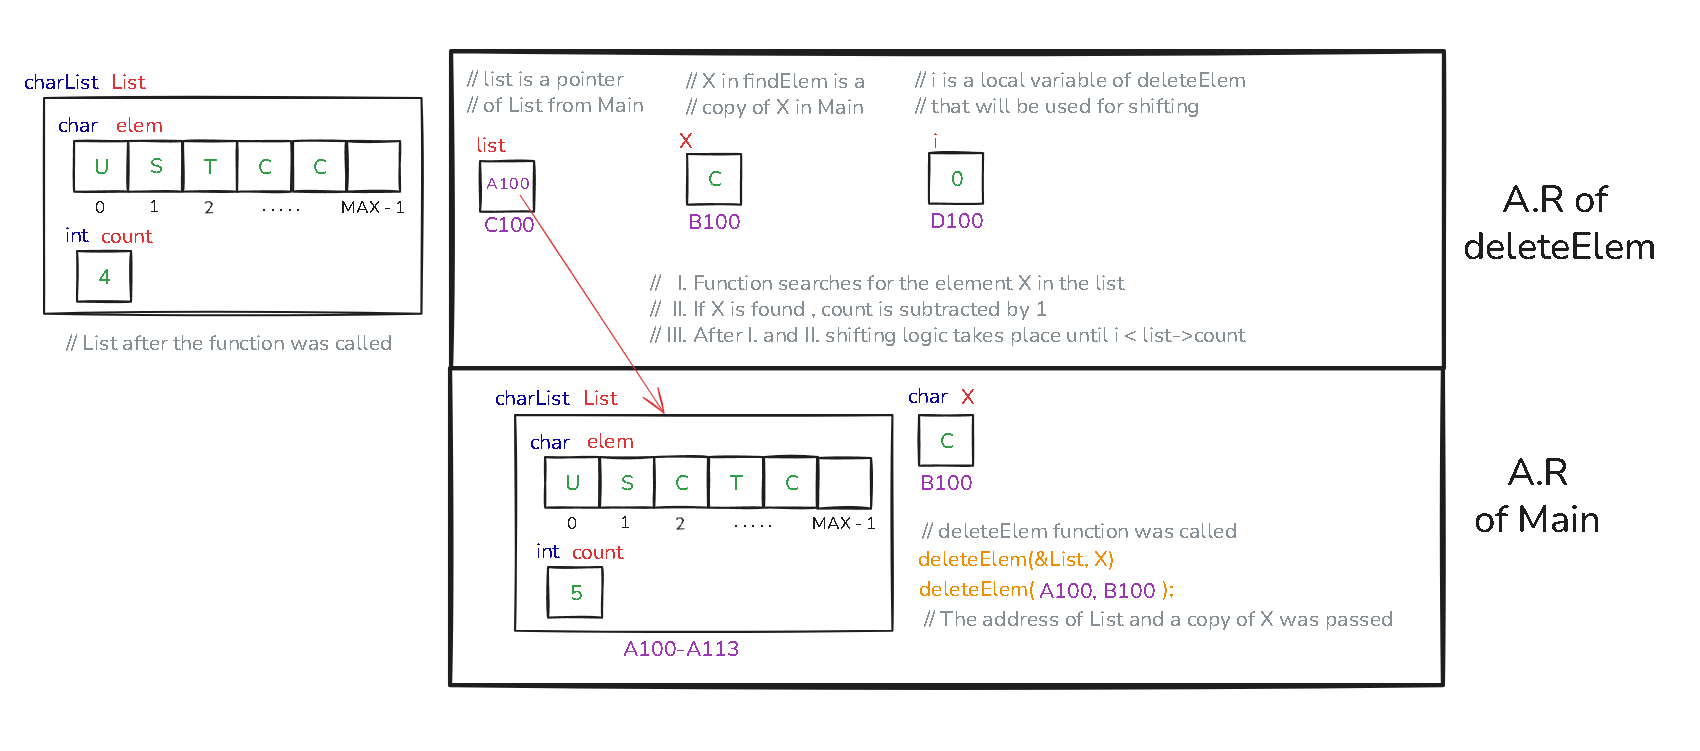 charList List
char elem
U S T C C
0 1 2 ..... MAX - 1
int count
4
// List after the function was called
// list is a pointer
// of List from Main
list
A100
C100
// X in findElem is a
// copy of X in Main
X
C
B100
// i is a local variable of deleteElem
// that will be used for shifting
i
0
D100
// I. Function searches for the element X in the list
// II. If X is found , count is subtracted by 1
// III. After I. and II. shifting logic takes place until i < list->count
A.R of
deleteElem
charList List
char elem
U S C T C
0 1 2 ..... MAX - 1
int count
5
A100-A113
char X
C
B100
// deleteElem function was called
deleteElem(&List, X)
deleteElem( A100, B100 );
// The address of List and a copy of X was passed
A.R
of Main